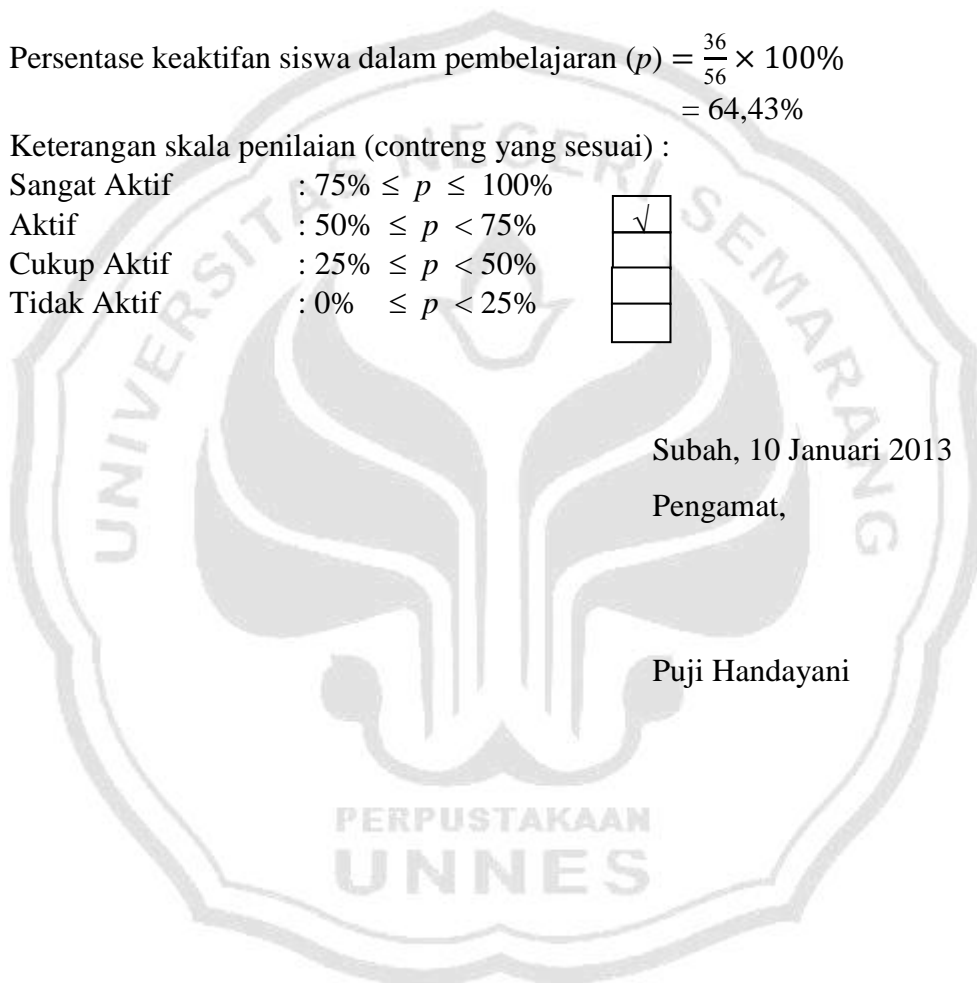 Persentase keaktifan siswa dalam pembelajaran (p) = 36/56 × 100%
= 64,43%
Keterangan skala penilaian (contreng yang sesuai) :
Sangat Aktif : 75% ≤ p ≤ 100%
Aktif : 50% ≤ p < 75% √
Cukup Aktif : 25% ≤ p < 50%
Tidak Aktif : 0% ≤ p < 25%
Subah, 10 Januari 2013
Pengamat,
Puji Handayani
UNIVERSITAS NEGERI SEMARANG
PERPUSTAKAAN
UNNES